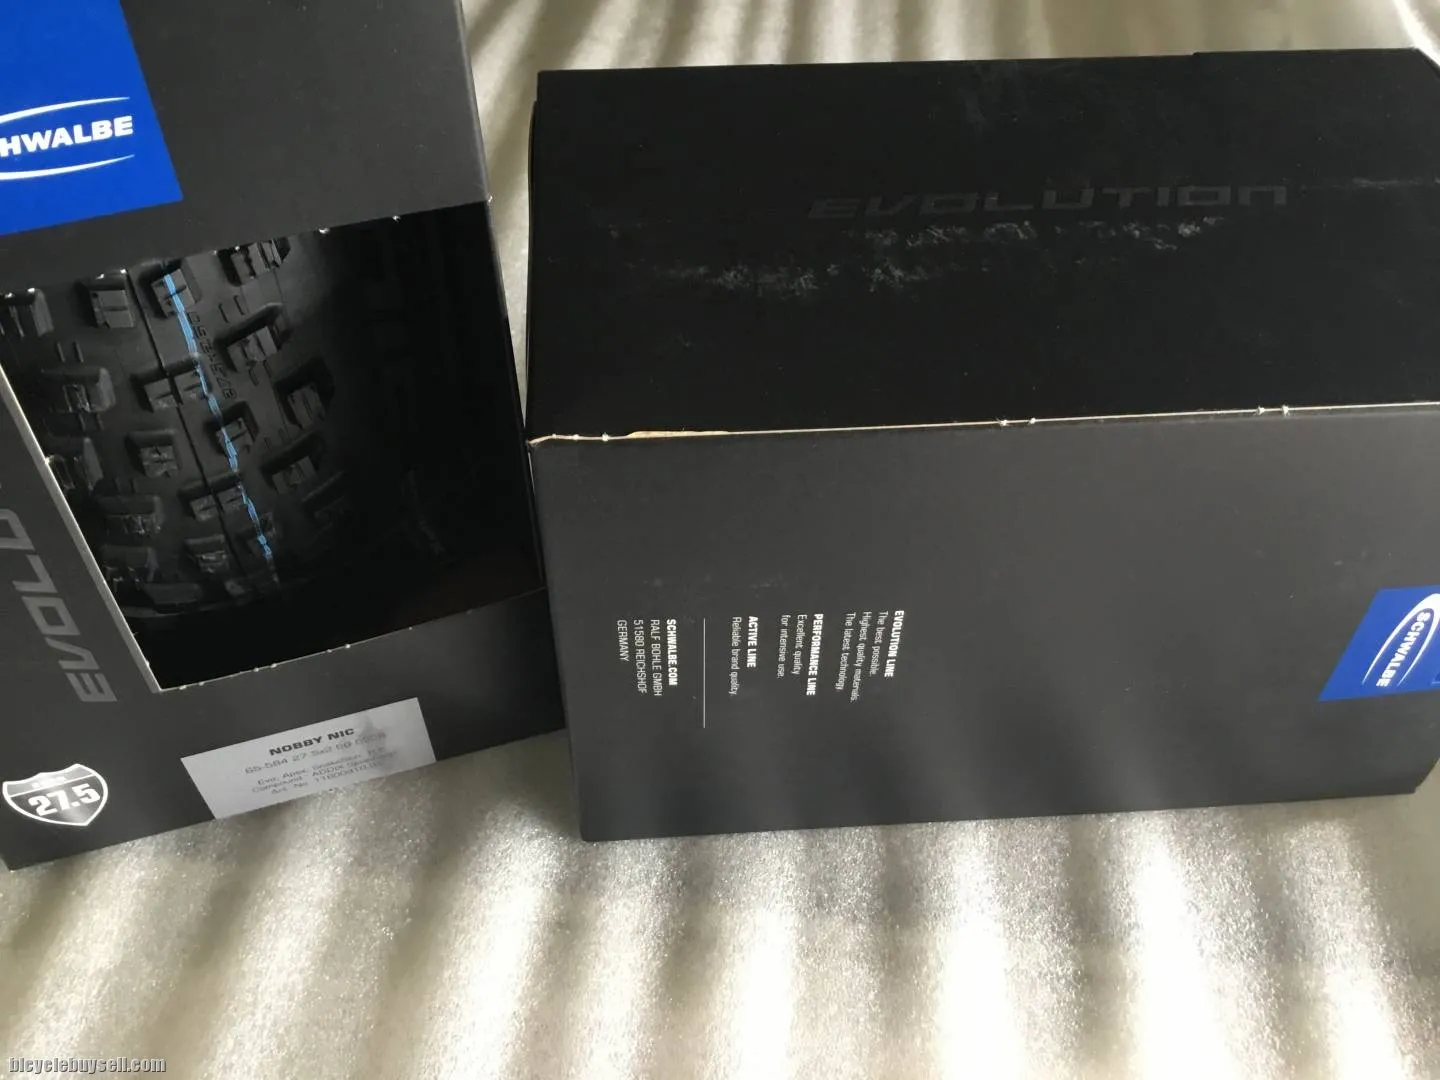 HWALBE
EVOL
27.5
NOBBY NIC
EVOLUTION
EVOLUTION LINE
The best possible.
Highest quality materials.
The latest technology.
PERFORMANCE LINE
Excellent quality
for intensive use.
ACTIVE LINE
Reliable brand quality.
SCHWALBE.COM
RALF BOHLE GMBH
51580 REICHSHOF
GERMANY
SCHWALBE
bicyclebuysell.com